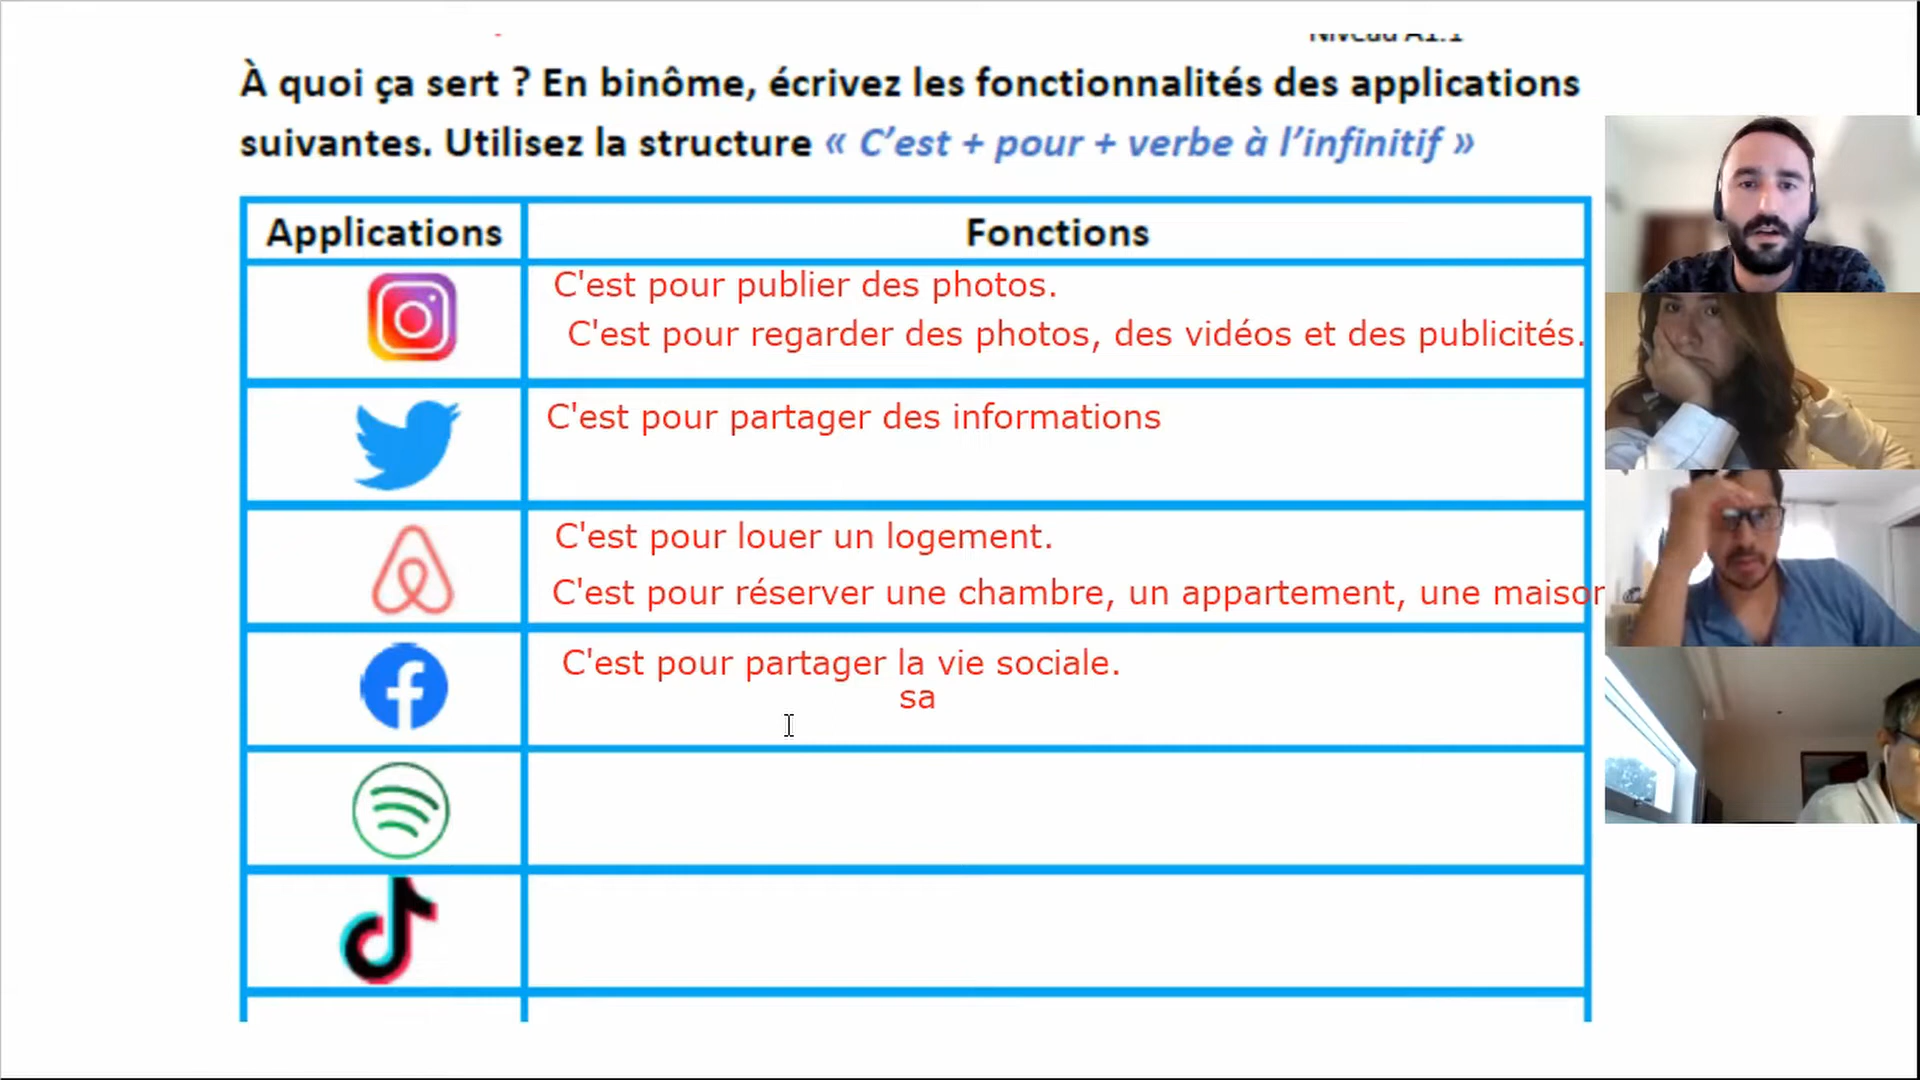 Niveau A1.1
À quoi ça sert ? En binôme, écrivez les fonctionnalités des applications
suivantes. Utilisez la structure « C'est + pour + verbe à l'infinitif »
Applications
Fonctions
C'est pour publier des photos.
C'est pour regarder des photos, des vidéos et des publicités.
C'est pour partager des informations
C'est pour louer un logement.
C'est pour réserver une chambre, un appartement, une maison
C'est pour partager la vie sociale.
sa